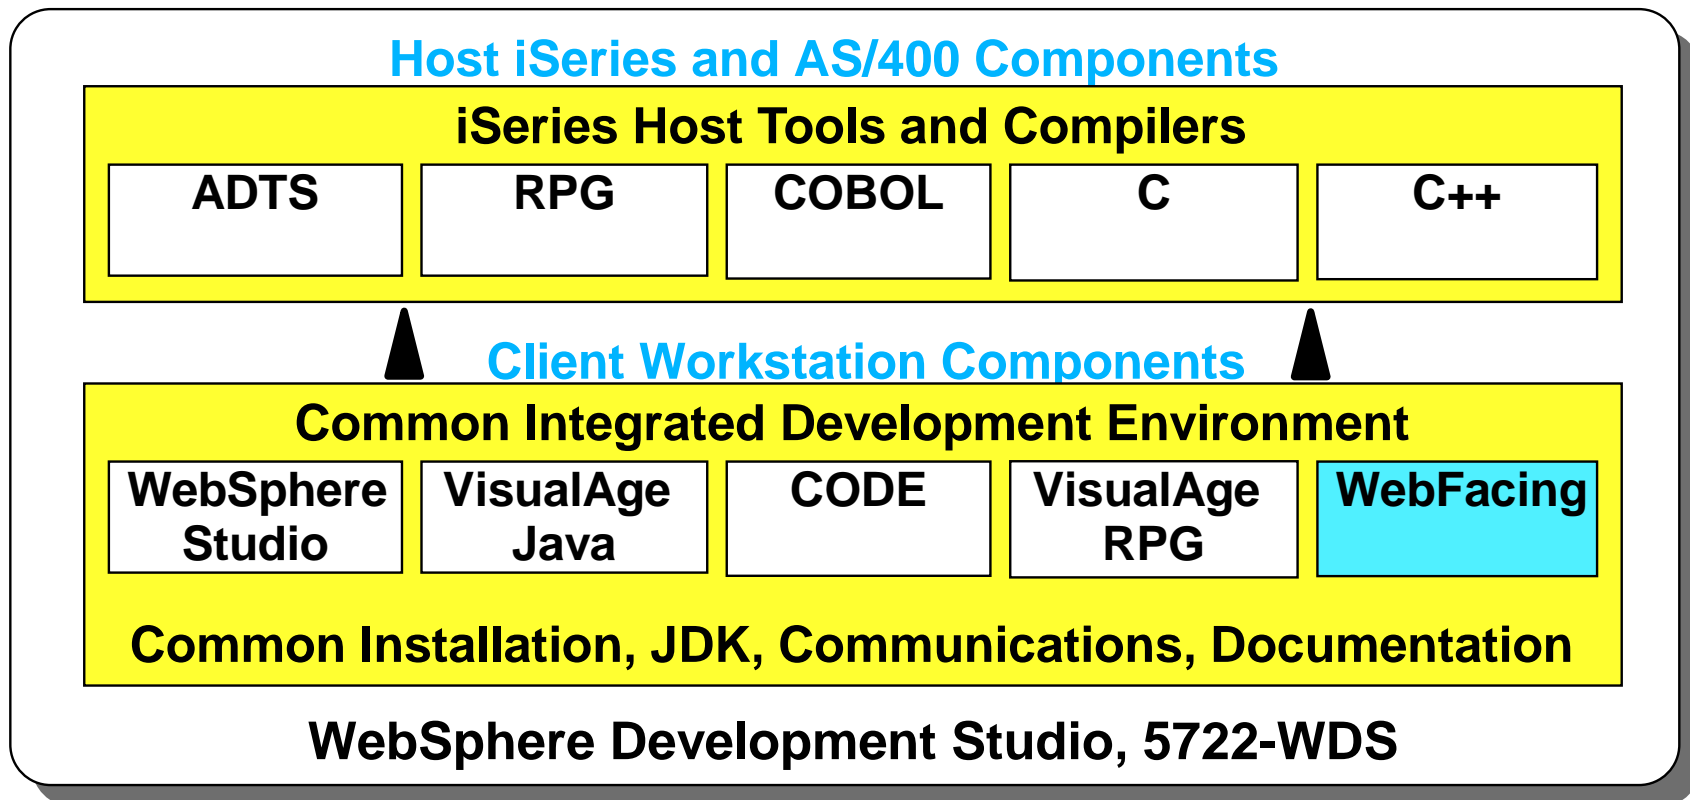 Host iSeries and AS/400 Components
iSeries Host Tools and Compilers
ADTS RPG COBOL C C++
Client Workstation Components
Common Integrated Development Environment
WebSphere VisualAge CODE VisualAge WebFacing
Studio Java RPG
Common Installation, JDK, Communications, Documentation
WebSphere Development Studio, 5722-WDS